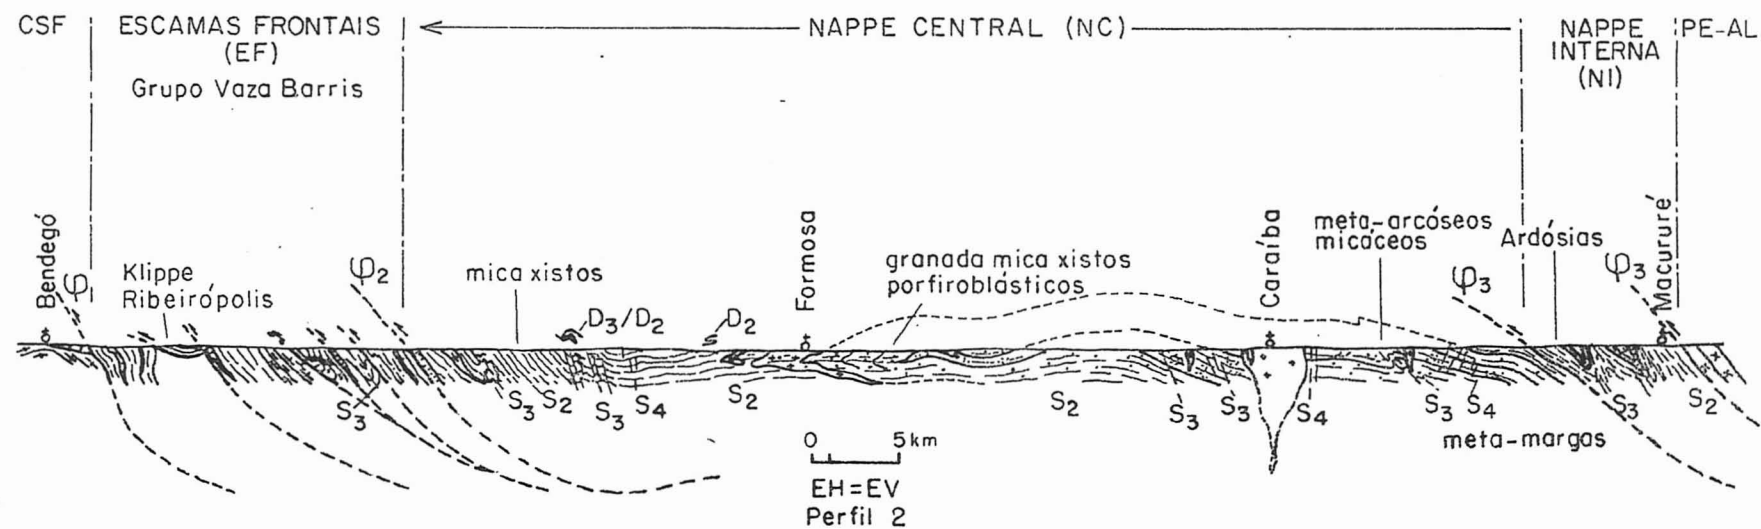 CSF
ESCAMAS FRONTAIS
(EF)
Grupo Vaza Barris
NAPPE CENTRAL (NC)
NAPPE
INTERNA
(NI)
PE-AL
Bendegó
φ1
Klippe
Ribeirópolis
φ2
mica xistos
D3/D2
D2
Formosa
granada mica xistos
porfiroblásticos
Caraíba
meta-arcóseos
micáceos
φ3
Ardósias
φ3
Macururé
S3
S3
S2
S3
S4
S2
S2
S3
S3
S4
S3
S4
S3
S2
meta-margas
0 5 km
EH=EV
Perfil 2